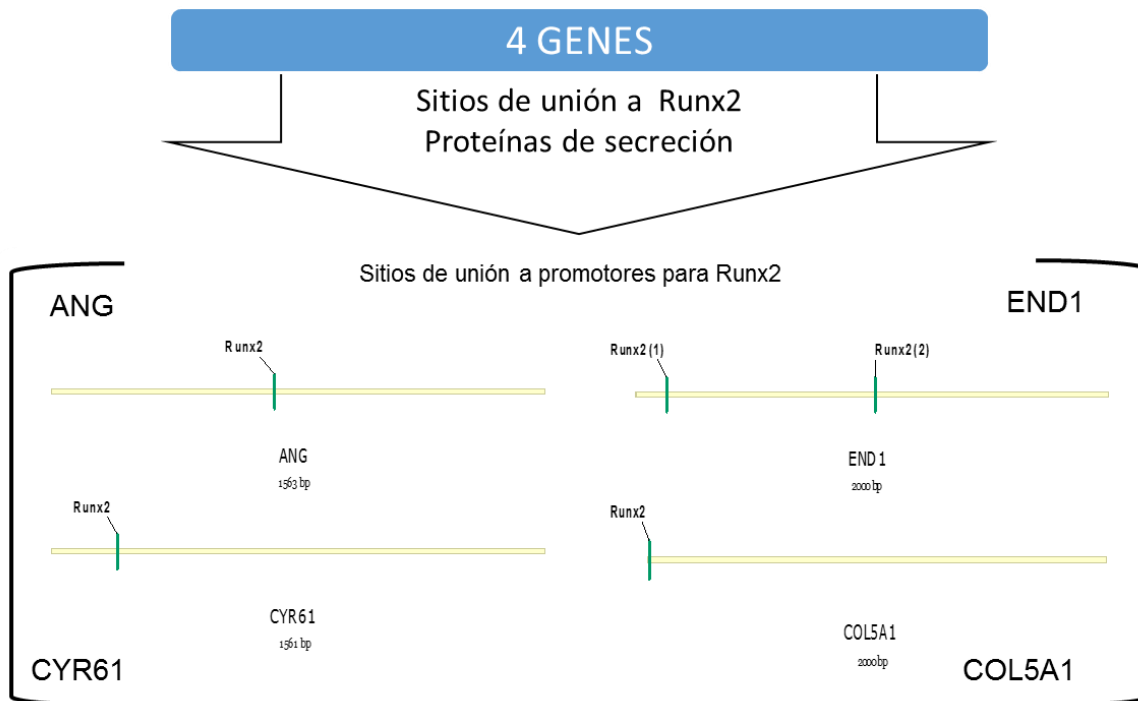 4 GENES
Sitios de unión a Runx2
Proteínas de secreción
Sitios de unión a promotores para Runx2
ANG
END1
Runx2
Runx2(1)
Runx2(2)
ANG
1563 bp
END1
2000 bp
Runx2
Runx2
CYR61
1561 bp
COL5A1
2000 bp
CYR61
COL5A1